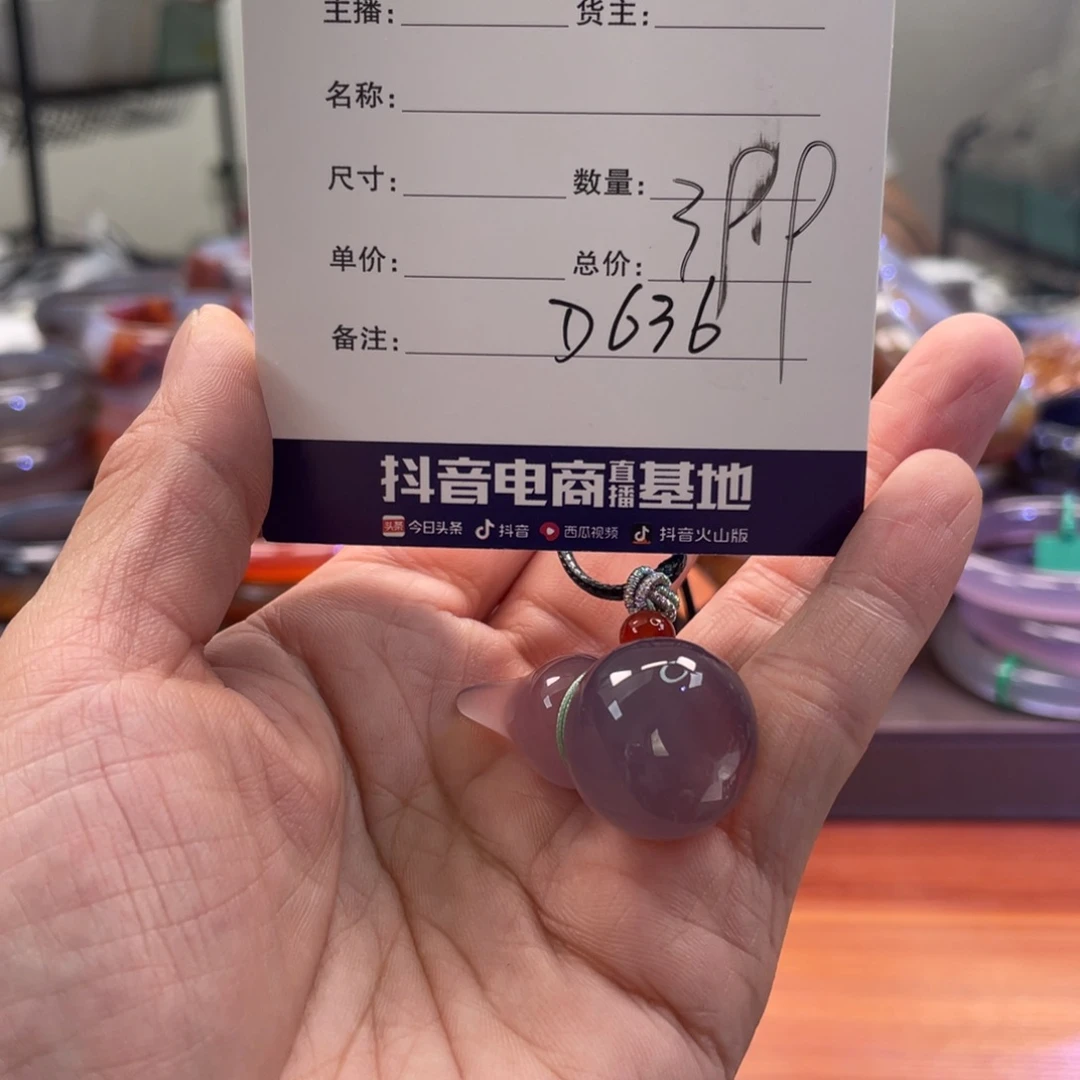 主播: 货主:
名称:
尺寸: 数量:
单价: 总价:
D636
备注:
抖音电商直播基地
头条 今日头条 抖音 西瓜视频 抖音火山版